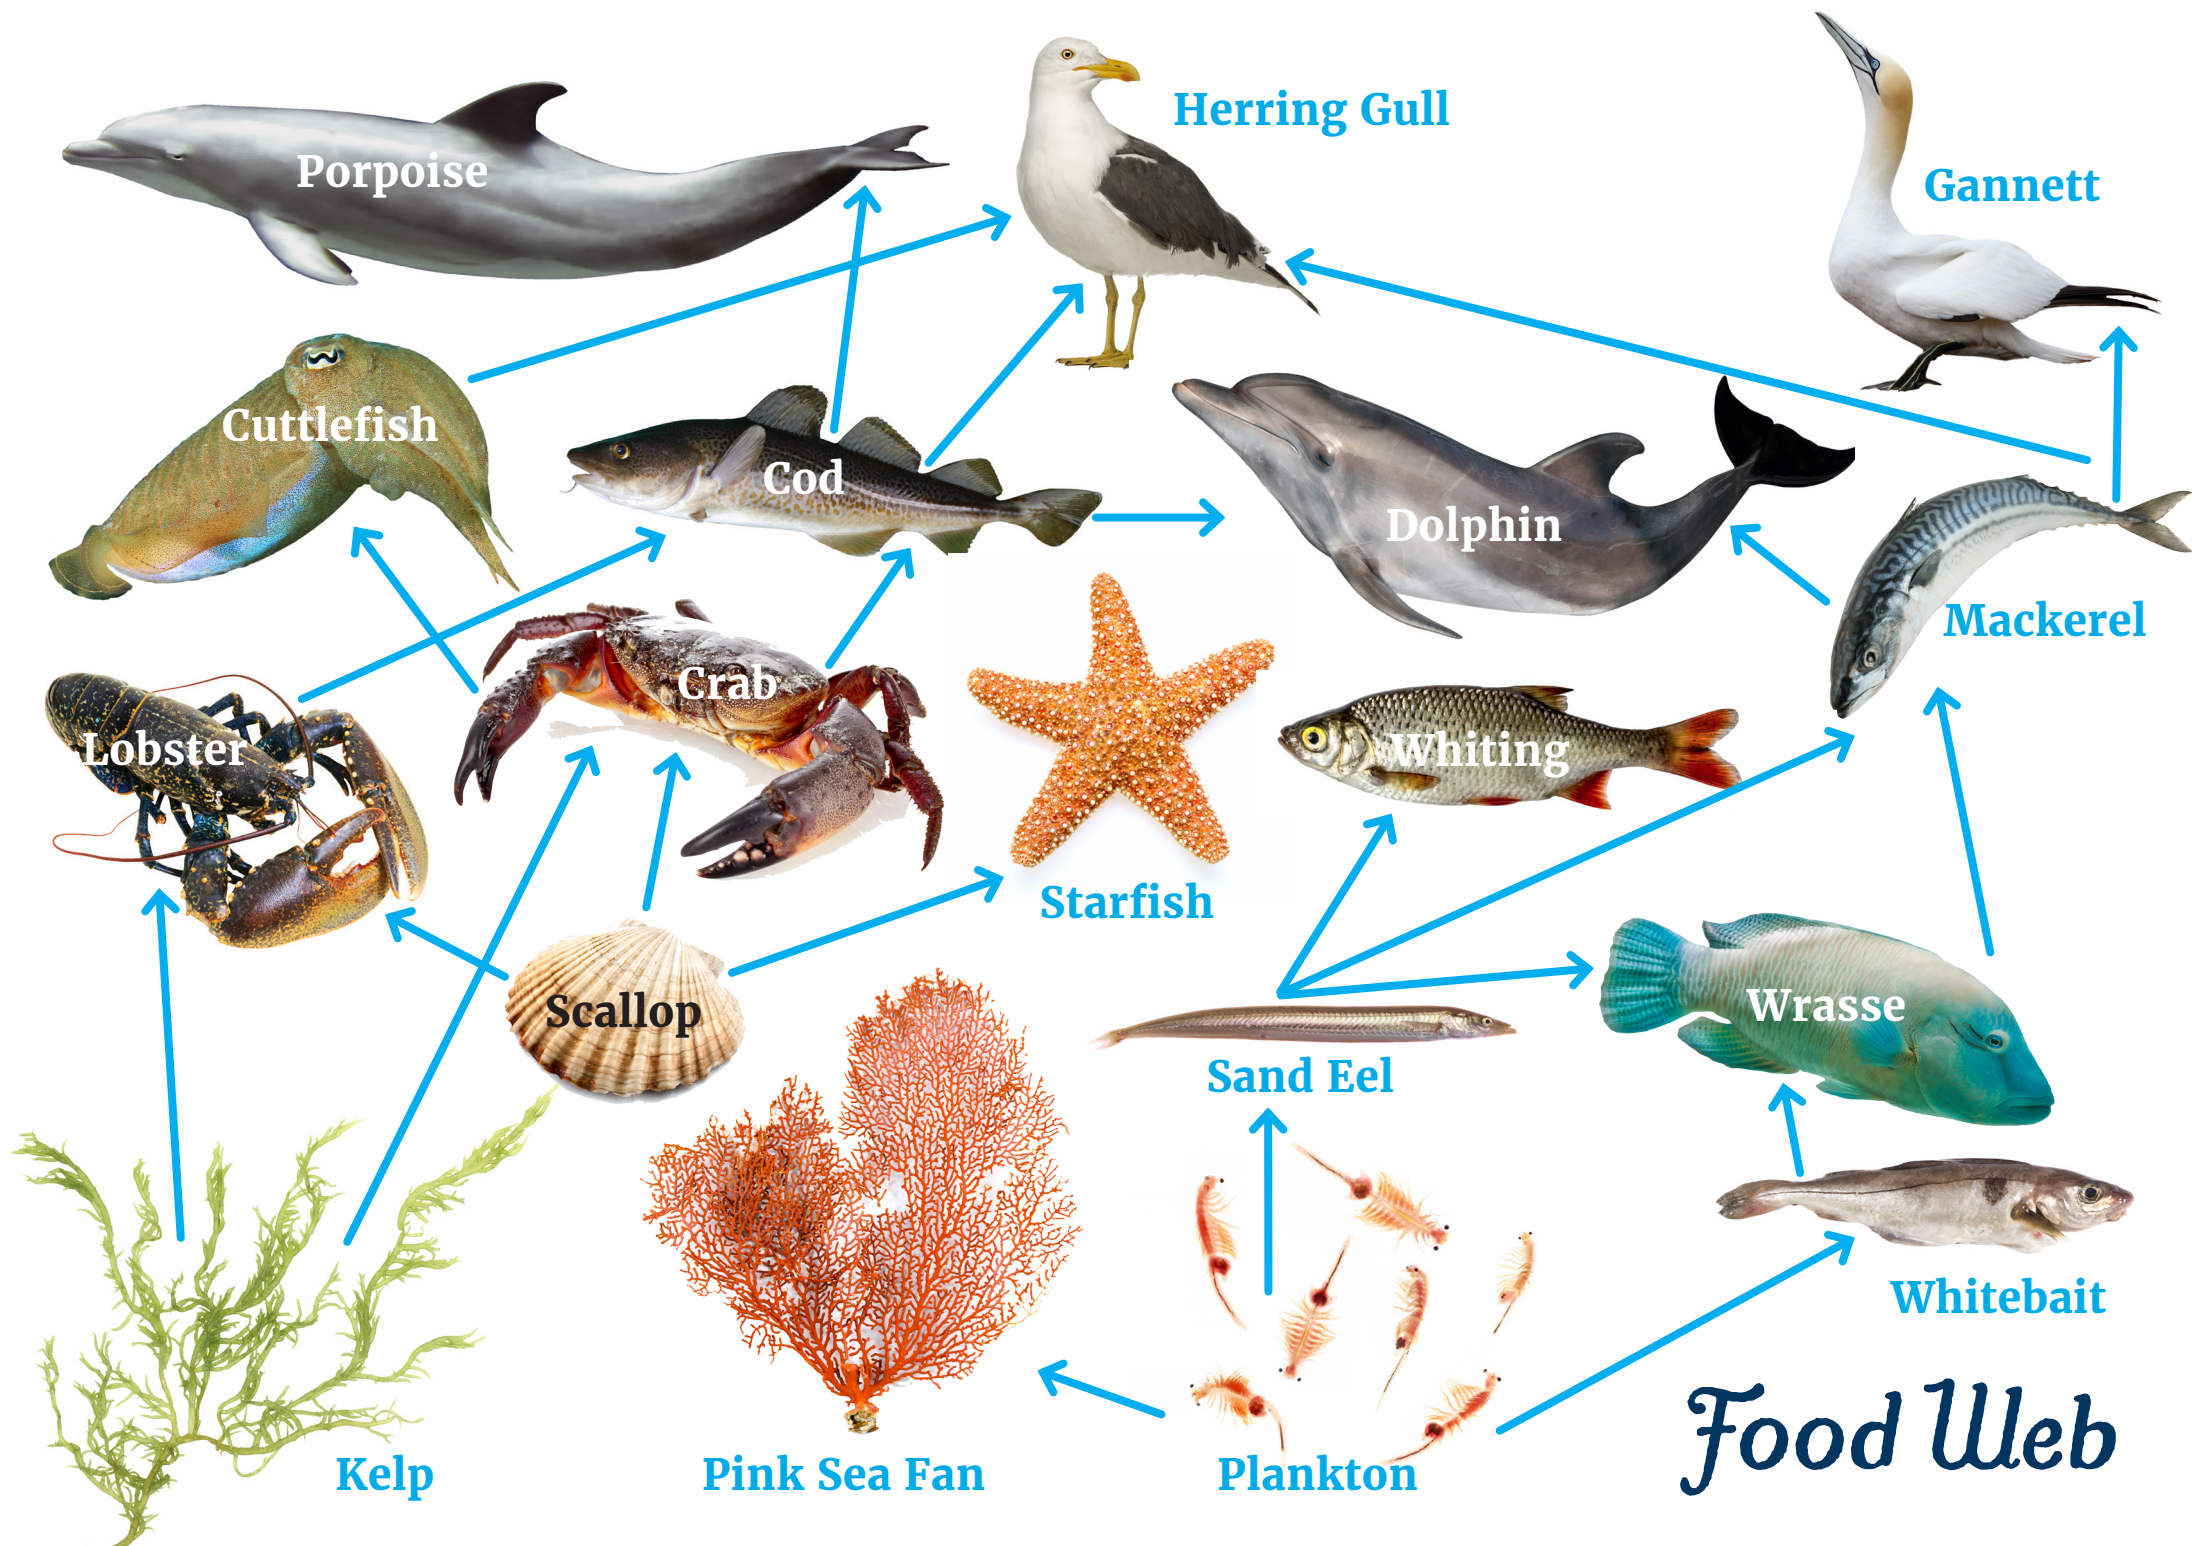 Herring Gull
Porpoise
Gannett
Cuttlefish
Cod
Dolphin
Mackerel
Crab
Lobster
Whiting
Starfish
Scallop
Wrasse
Sand Eel
Whitebait
Kelp
Pink Sea Fan
Plankton
Food Web